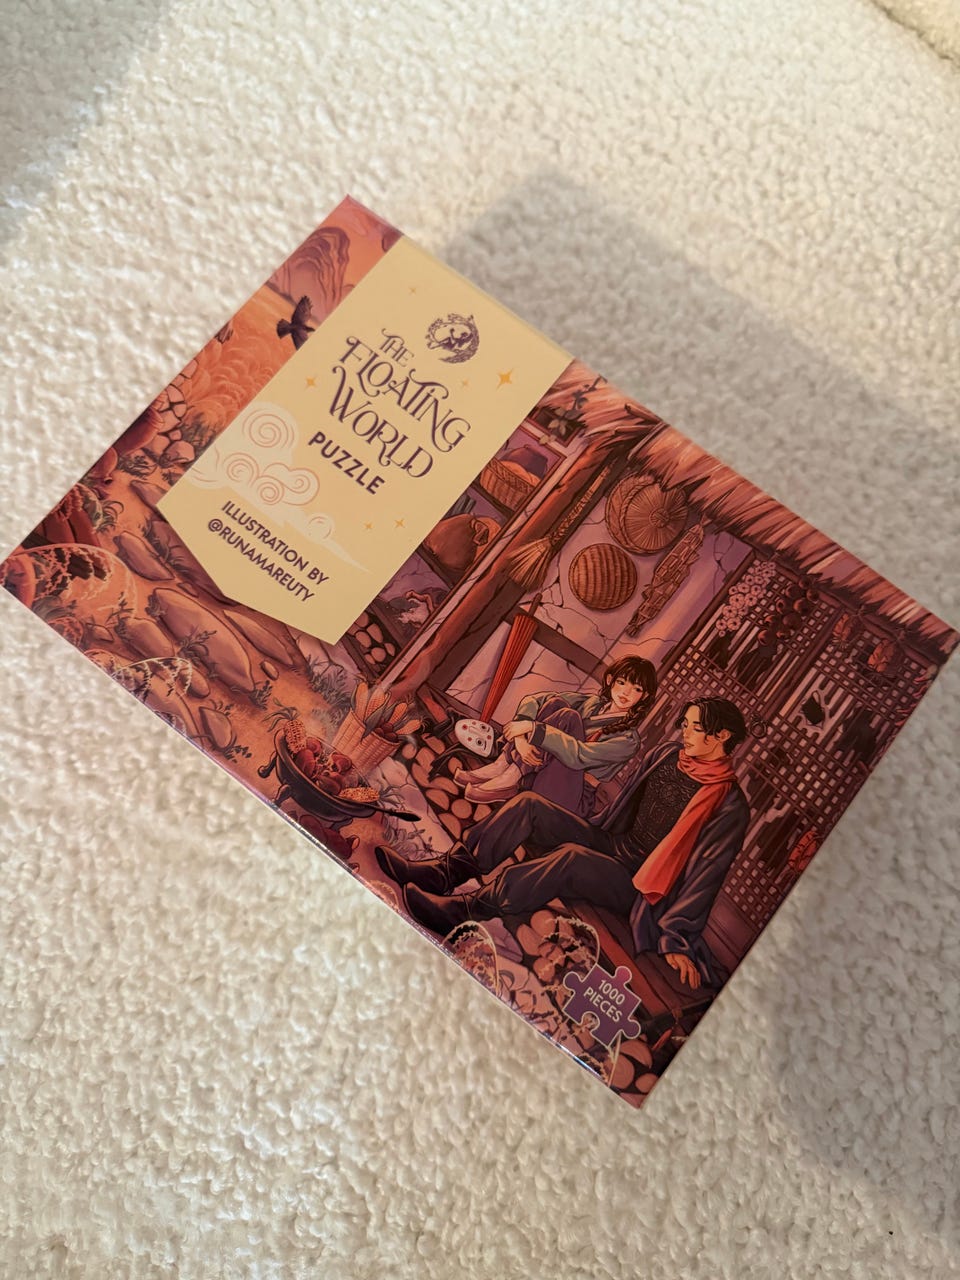 THE
FLOATING
WORLD
PUZZLE
ILLUSTRATION BY
@RUNAMAREUTY
1000
PIECES